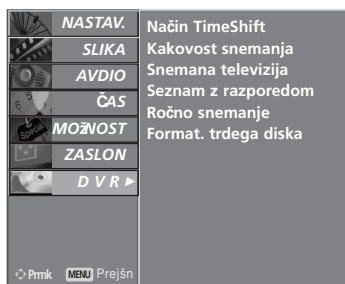 NASTAV.
SLIKA
AVDIO
ČAS
MOŽNOST
ZASLON
D V R ►
Način TimeShift
Kakovost snemanja
Snemana televizija
Seznam z razporedom
Ročno snemanje
Format. trdega diska
Prmk MENU Prejšn